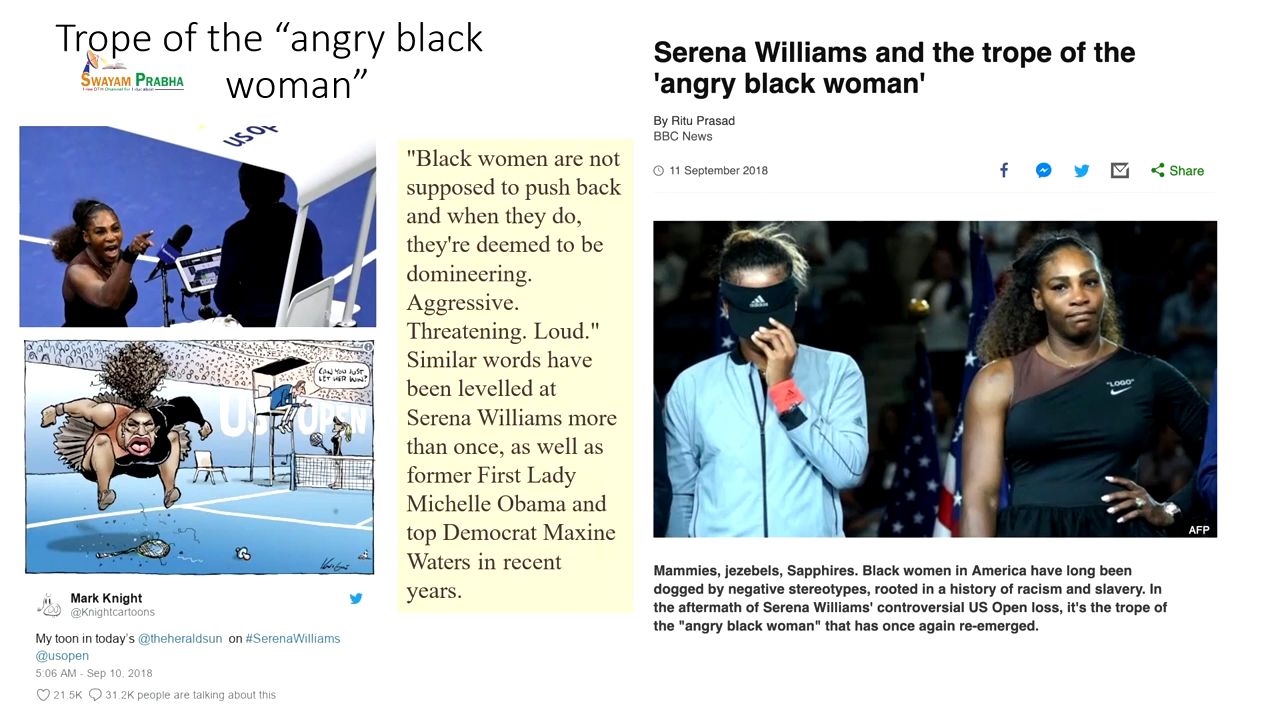 Trope of the “angry black
woman”
SWAYAM PRABHA
us op
"Black women are not
supposed to push back
and when they do,
they're deemed to be
domineering.
Aggressive.
Threatening. Loud."
Similar words have
been levelled at
Serena Williams more
than once, as well as
former First Lady
Michelle Obama and
top Democrat Maxine
Waters in recent
years.
CAN YOU JUST
LET HER WIN?
US OPEN
Mark Knight
@Knightcartoons
My toon in today’s @theheraldsun on #SerenaWilliams
@usopen
5:06 AM - Sep 10, 2018
21.5K 31.2K people are talking about this
Serena Williams and the trope of the
'angry black woman'
By Ritu Prasad
BBC News
11 September 2018
Share
adidas
"LOGO"
AFP
Mammies, jezebels, Sapphires. Black women in America have long been
dogged by negative stereotypes, rooted in a history of racism and slavery. In
the aftermath of Serena Williams' controversial US Open loss, it's the trope of
the "angry black woman" that has once again re-emerged.